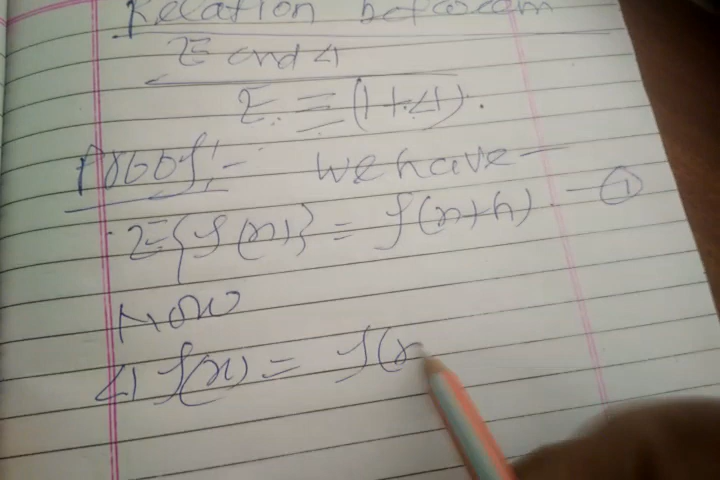 Relation between
E and Δ
E ≡ (1+Δ).
Proof:- we have—
E{f(x)} = f(x+h) —①
Now
Δ f(x) = f(x